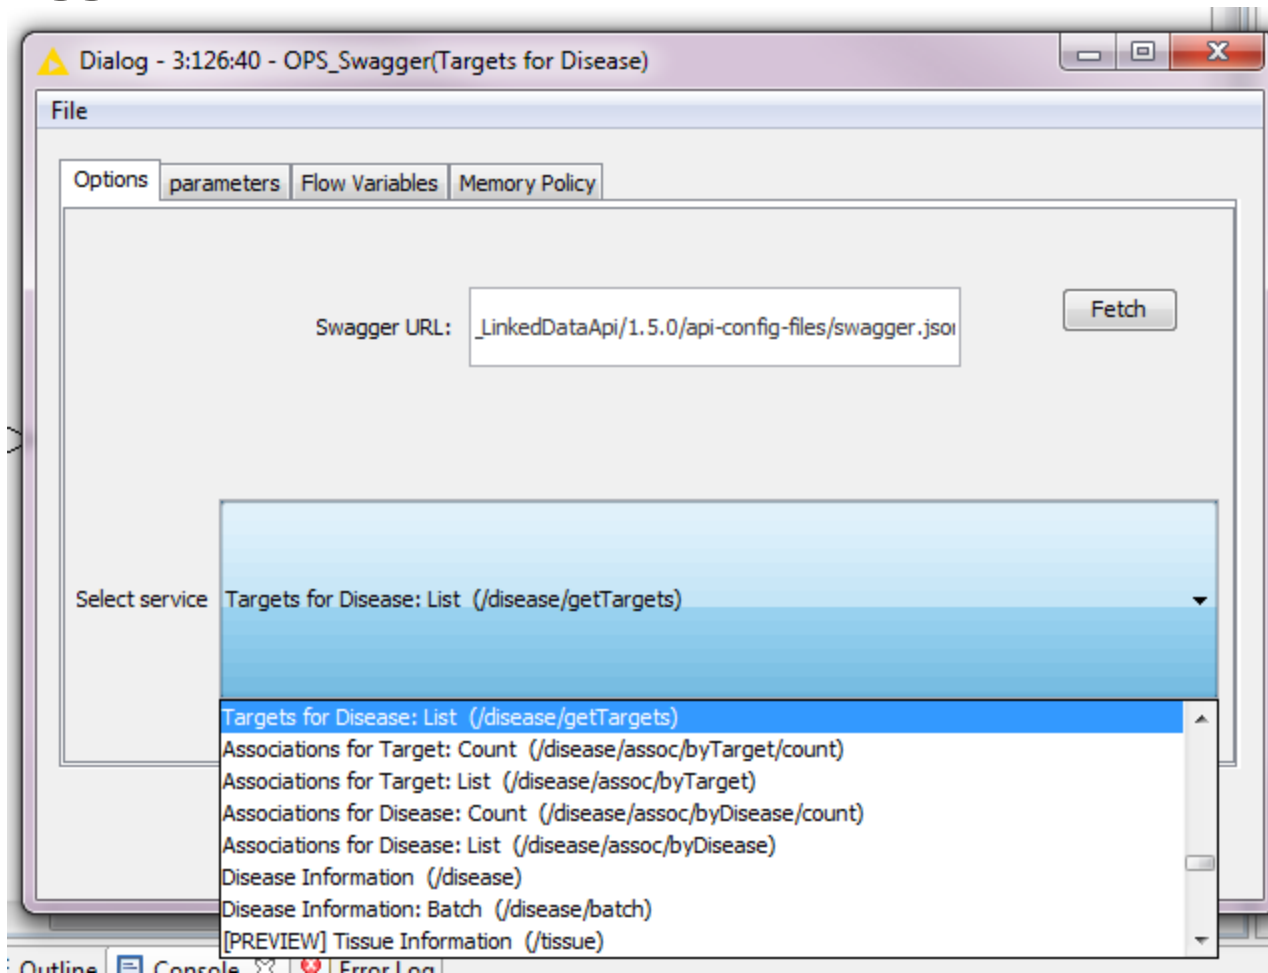 Dialog - 3:126:40 - OPS_Swagger(Targets for Disease)
File
Options parameters Flow Variables Memory Policy
Swagger URL: _LinkedDataApi/1.5.0/api-config-files/swagger.json Fetch
Select service Targets for Disease: List (/disease/getTargets)
Targets for Disease: List (/disease/getTargets)
Associations for Target: Count (/disease/assoc/byTarget/count)
Associations for Target: List (/disease/assoc/byTarget)
Associations for Disease: Count (/disease/assoc/byDisease/count)
Associations for Disease: List (/disease/assoc/byDisease)
Disease Information (/disease)
Disease Information: Batch (/disease/batch)
[PREVIEW] Tissue Information (/tissue)
Outline Console Error Log